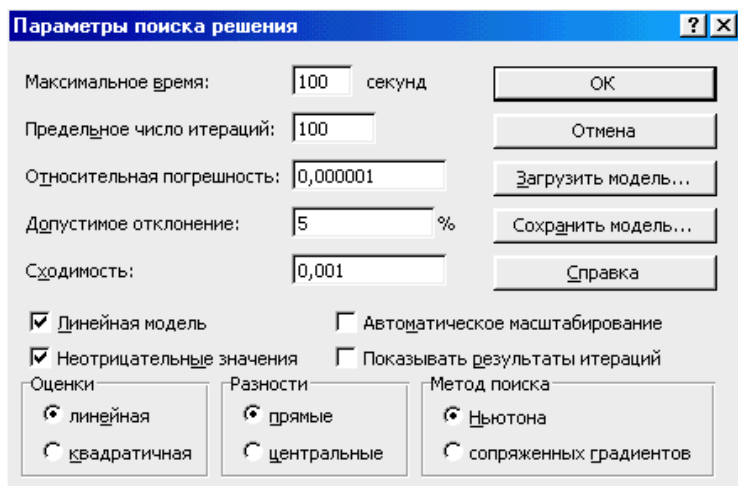 Параметры поиска решения
Максимальное время: 100 секунд
ОК
Предельное число итераций: 100
Отмена
Относительная погрешность: 0,000001
Загрузить модель...
Допустимое отклонение: 5 %
Сохранить модель...
Сходимость: 0,001
Справка
Линейная модель
Автоматическое масштабирование
Неотрицательные значения
Показывать результаты итераций
Оценки
линейная
квадратичная
Разности
прямые
центральные
Метод поиска
Ньютона
сопряженных градиентов